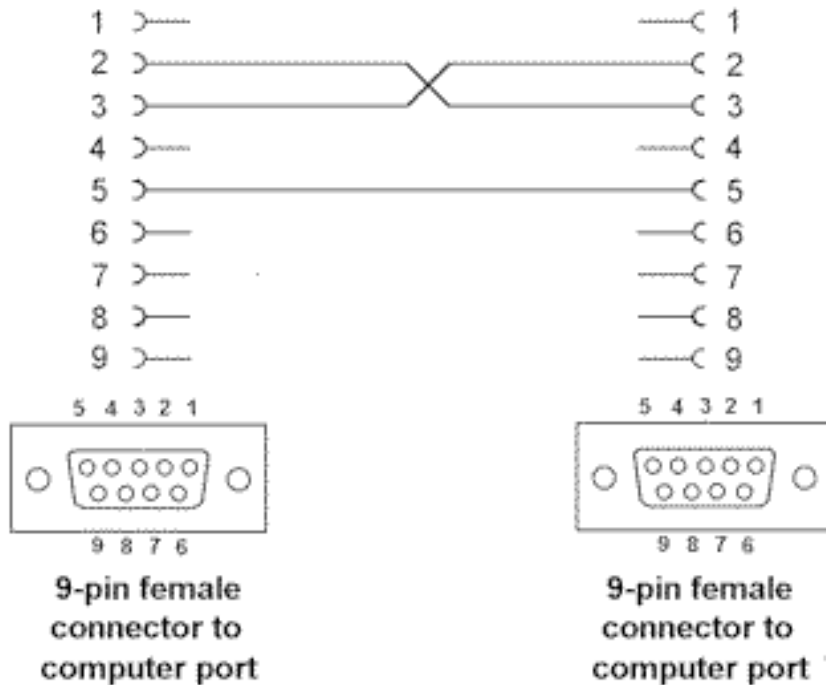 1 1
2 2
3 3
4 4
5 5
6 6
7 7
8 8
9 9
5 4 3 2 1 5 4 3 2 1
9 8 7 6 9 8 7 6
9-pin female 9-pin female
connector to connector to
computer port computer port